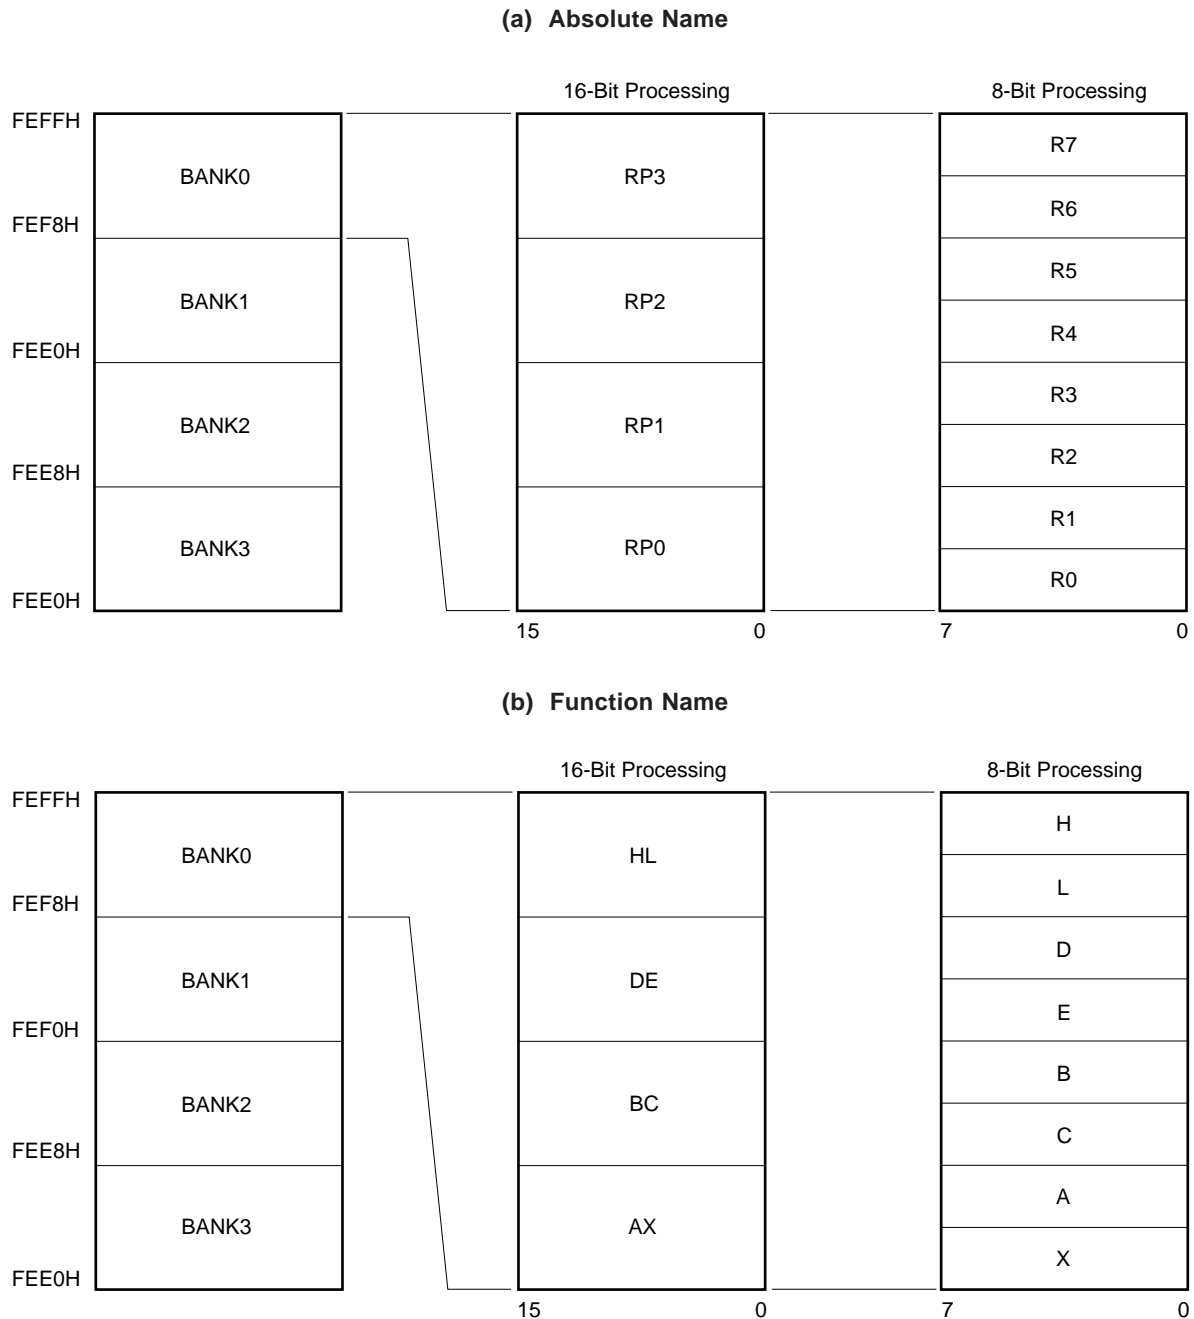 (a) Absolute Name
16-Bit Processing
8-Bit Processing
FEFFH
BANK0
RP3
R7
R6
FEF8H
BANK1
RP2
R5
R4
FEE0H
BANK2
RP1
R3
R2
FEE8H
BANK3
RP0
R1
R0
FEE0H
15 0
7 0
(b) Function Name
16-Bit Processing
8-Bit Processing
FEFFH
BANK0
HL
H
L
FEF8H
BANK1
DE
D
E
FEF0H
BANK2
BC
B
C
FEE8H
BANK3
AX
A
X
FEE0H
15 0
7 0